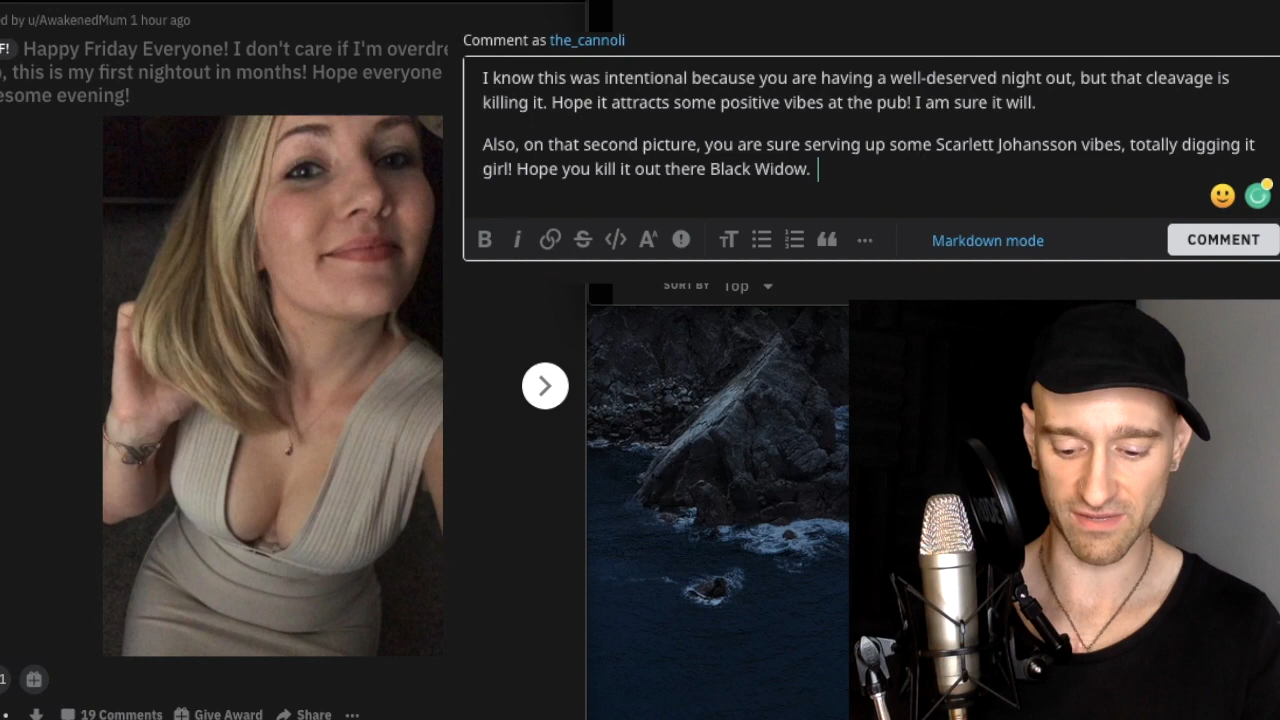 d by u/AwakenedMum 1 hour ago
F! Happy Friday Everyone! I don't care if I'm overdre
, this is my first nightout in months! Hope everyone
esome evening!
Comment as the_cannoli
I know this was intentional because you are having a well-deserved night out, but that cleavage is
killing it. Hope it attracts some positive vibes at the pub! I am sure it will.
Also, on that second picture, you are sure serving up some Scarlett Johansson vibes, totally digging it
girl! Hope you kill it out there Black Widow.
Markdown mode
COMMENT
SORT BY Top
1
19 Comments Give Award Share